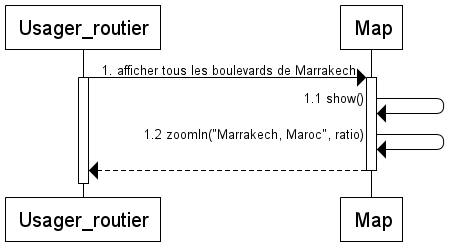 Usager_routier
Map
1. afficher tous les boulevards de Marrakech
1.1 show()
1.2 zoomIn("Marrakech, Maroc", ratio)
Usager_routier
Map